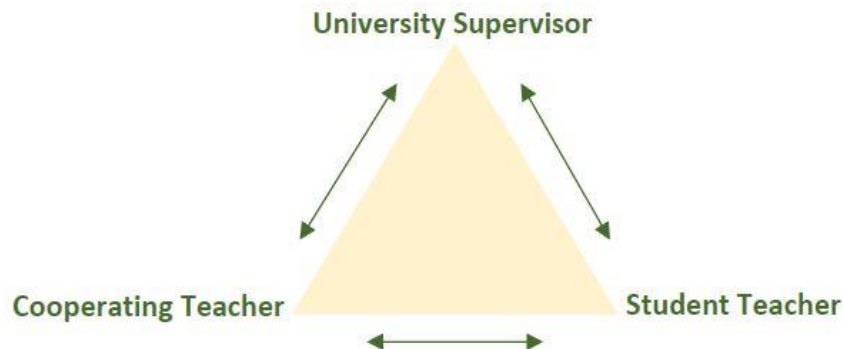 University Supervisor
Cooperating Teacher
Student Teacher